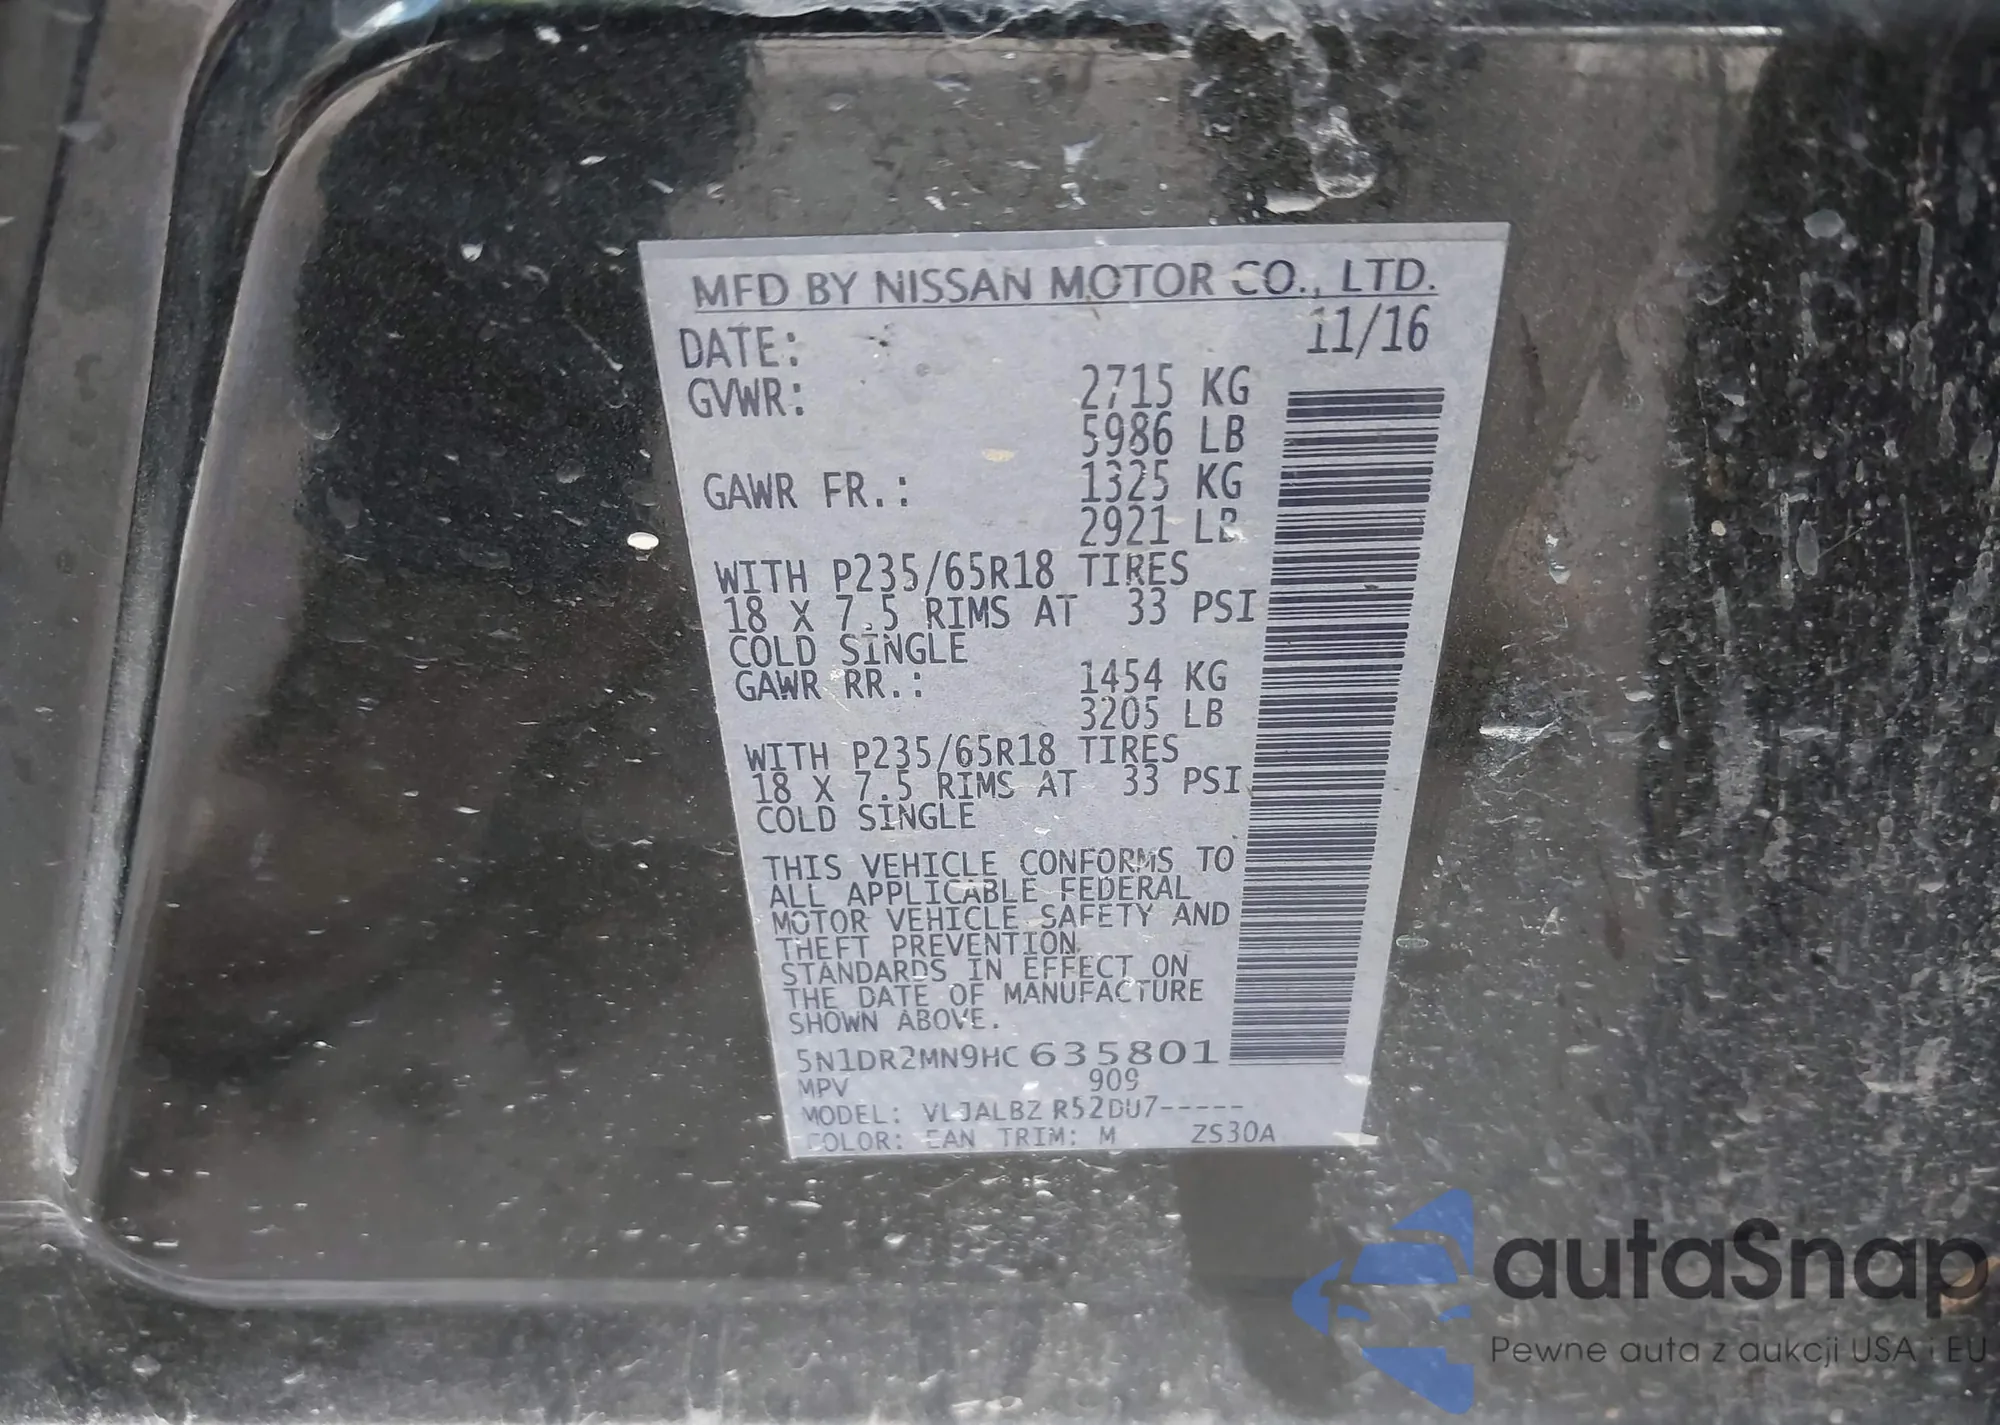 MFD BY NISSAN MOTOR CO., LTD.
DATE: 11/16
GVWR: 2715 KG
5986 LB
GAWR FR.: 1325 KG
2921 LB
WITH P235/65R18 TIRES
18 X 7.5 RIMS AT 33 PSI
COLD SINGLE
GAWR RR.: 1454 KG
3205 LB
WITH P235/65R18 TIRES
18 X 7.5 RIMS AT 33 PSI
COLD SINGLE
THIS VEHICLE CONFORMS TO
ALL APPLICABLE FEDERAL
MOTOR VEHICLE SAFETY AND
THEFT PREVENTION
STANDARDS IN EFFECT ON
THE DATE OF MANUFACTURE
SHOWN ABOVE.
5N1DR2MN9HC 635801
MPV 909
MODEL: VLJALBZ R52DU7-----
COLOR: EAN TRIM: M ZS30A
autaSnap
Pewne auta z aukcji USA i EU